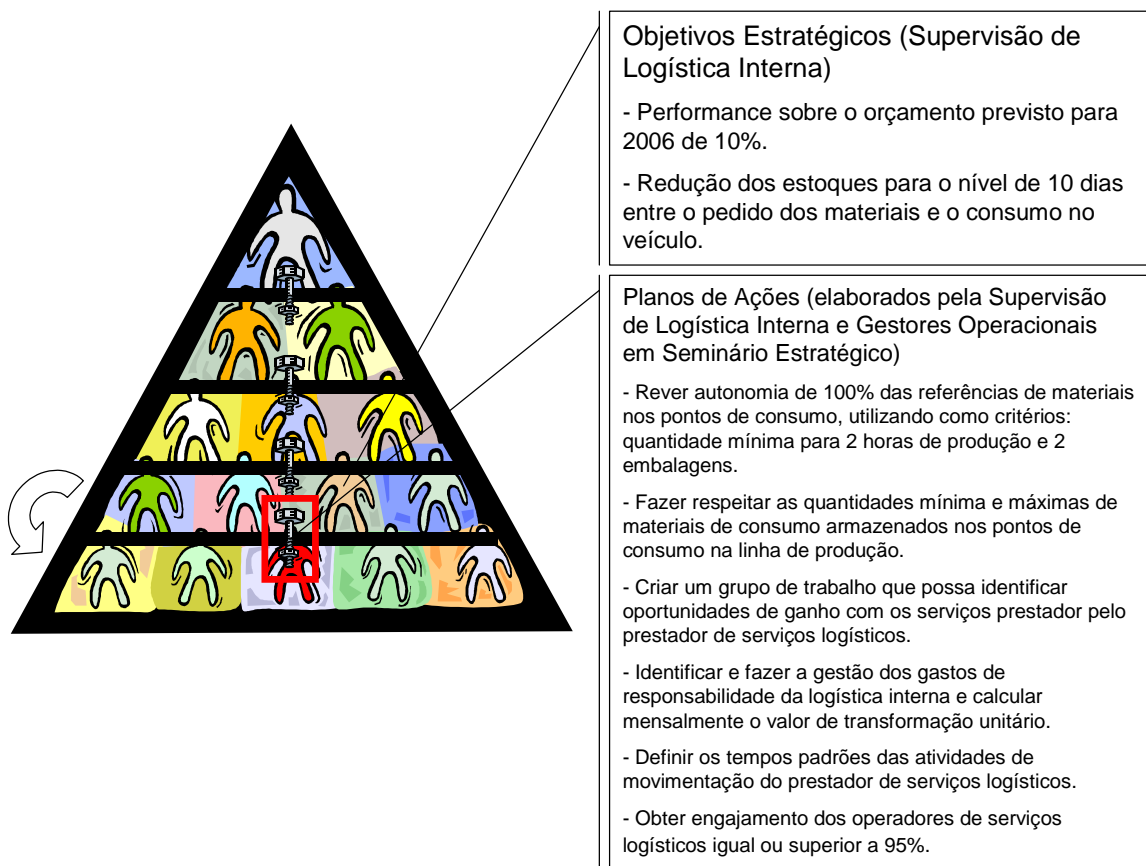 Objetivos Estratégicos (Supervisão de
Logística Interna)
- Performance sobre o orçamento previsto para
2006 de 10%.
- Redução dos estoques para o nível de 10 dias
entre o pedido dos materiais e o consumo no
veículo.
Planos de Ações (elaborados pela Supervisão
de Logística Interna e Gestores Operacionais
em Seminário Estratégico)
- Rever autonomia de 100% das referências de materiais
nos pontos de consumo, utilizando como critérios:
quantidade mínima para 2 horas de produção e 2
embalagens.
- Fazer respeitar as quantidades mínima e máximas de
materiais de consumo armazenados nos pontos de
consumo na linha de produção.
- Criar um grupo de trabalho que possa identificar
oportunidades de ganho com os serviços prestador pelo
prestador de serviços logísticos.
- Identificar e fazer a gestão dos gastos de
responsabilidade da logística interna e calcular
mensalmente o valor de transformação unitário.
- Definir os tempos padrões das atividades de
movimentação do prestador de serviços logísticos.
- Obter engajamento dos operadores de serviços
logísticos igual ou superior a 95%.